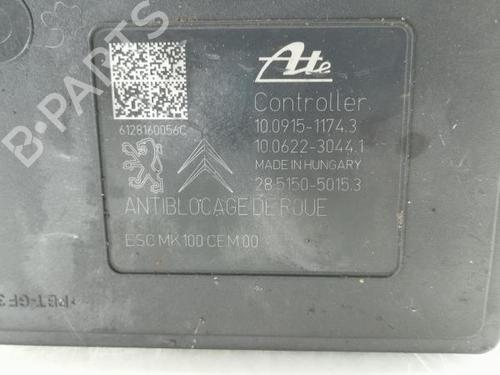 Ate
Controller.
6128160056C
10.0915-1174.3
10.0622-3044.1
MADE IN HUNGARY
28.5150-5015.3
ANTIBLOCAGE DE ROUE
ESC MK 100 CEM 00
B-PARTS